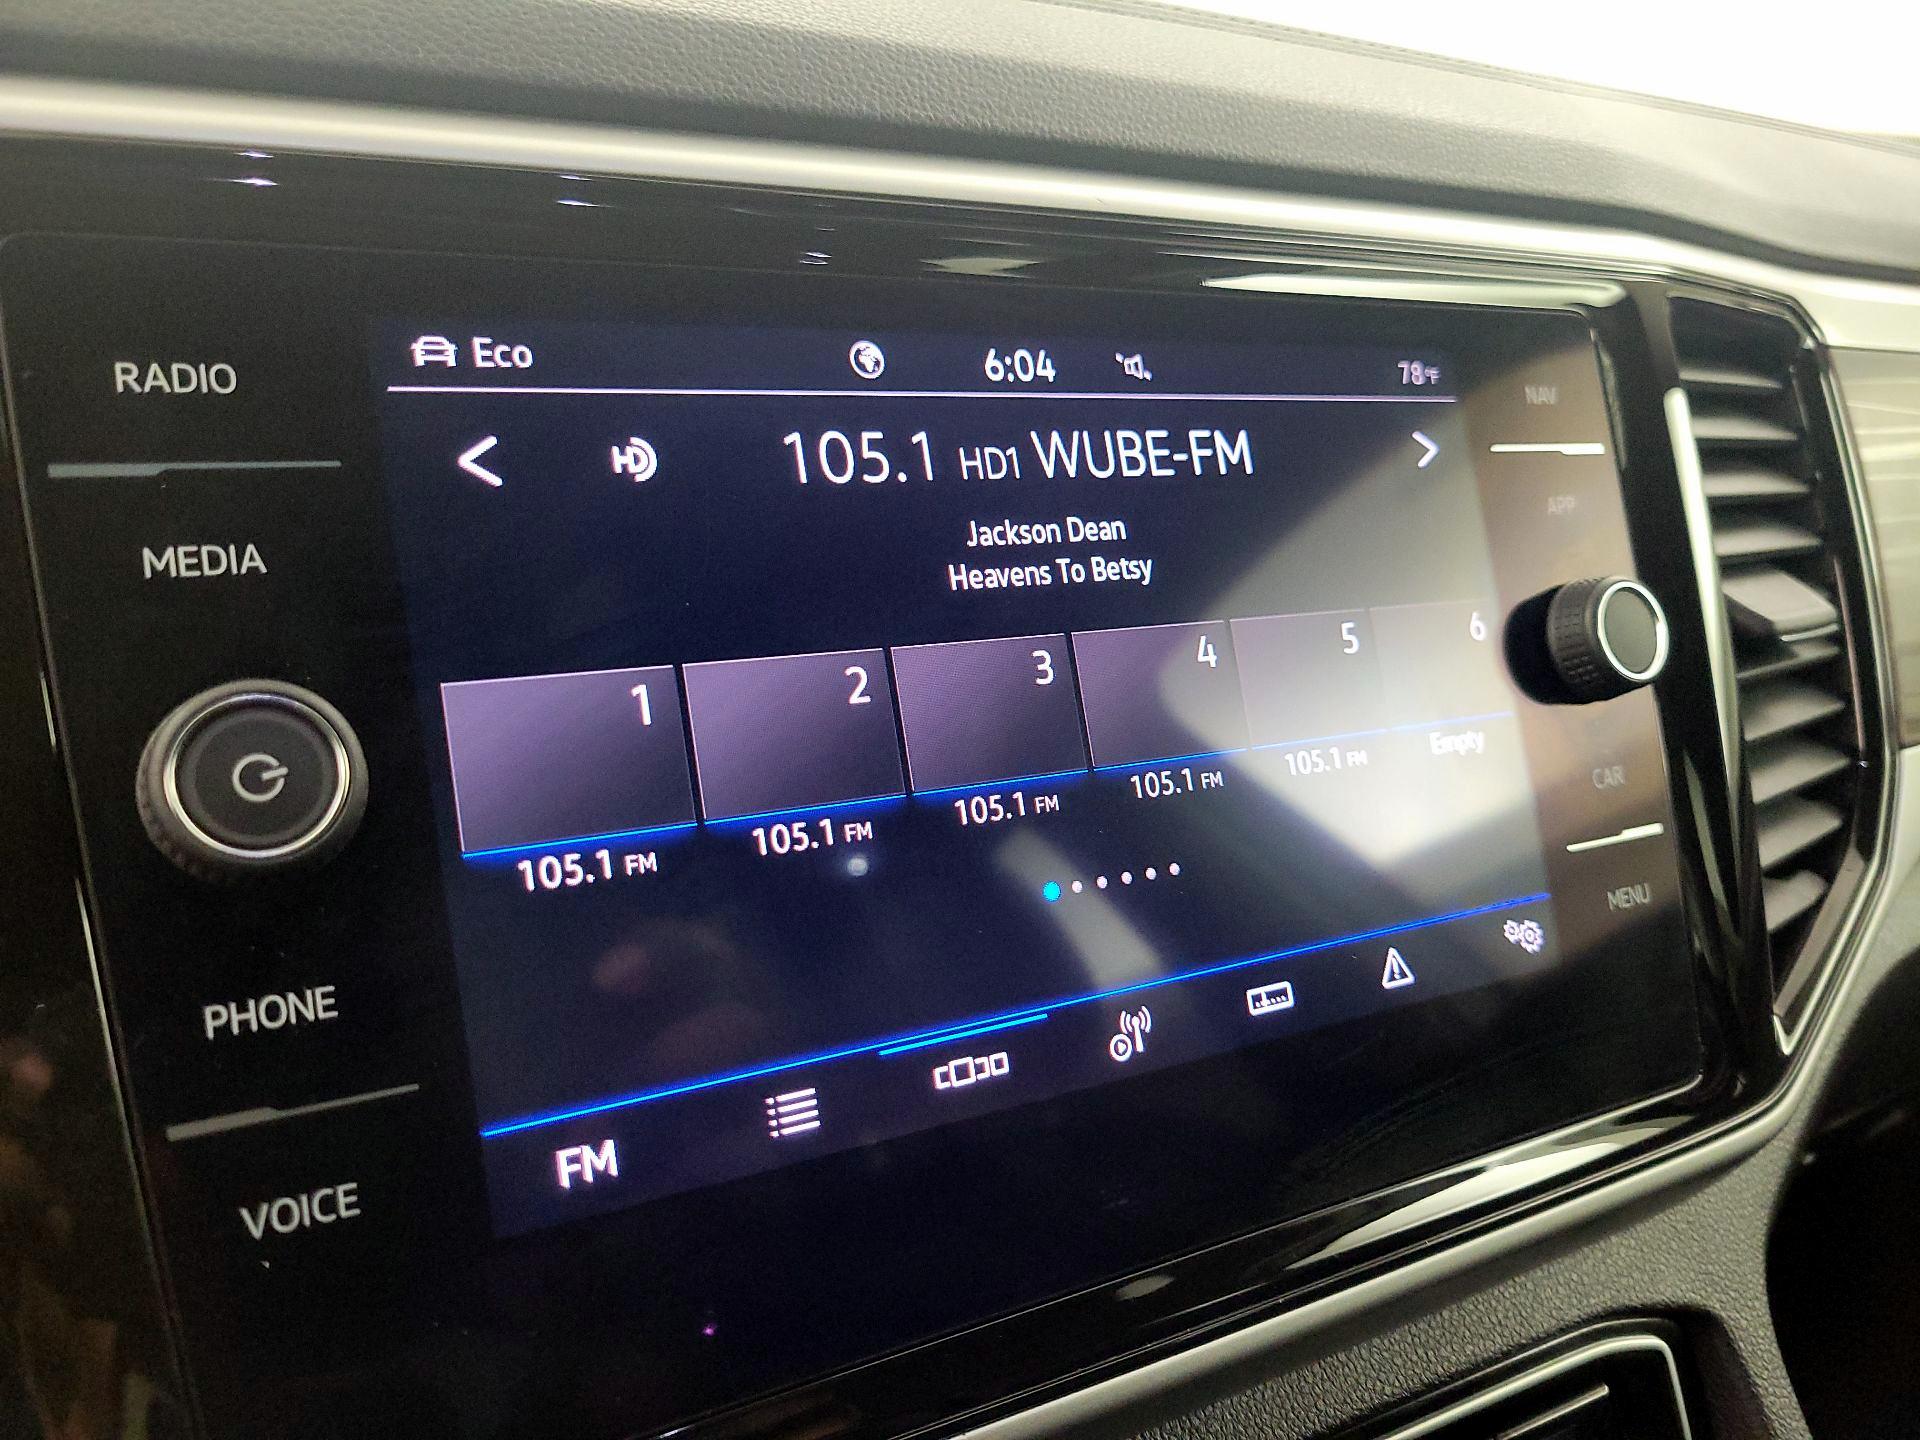 RADIO
MEDIA
PHONE
VOICE
Eco
6:04
78°F
105.1 HD1 WUBE-FM
Jackson Dean
Heavens To Betsy
1
2
3
4
5
6
105.1 FM
105.1 FM
105.1 FM
105.1 FM
105.1 FM
Empty
FM
NAV
APP
CAR
MENU